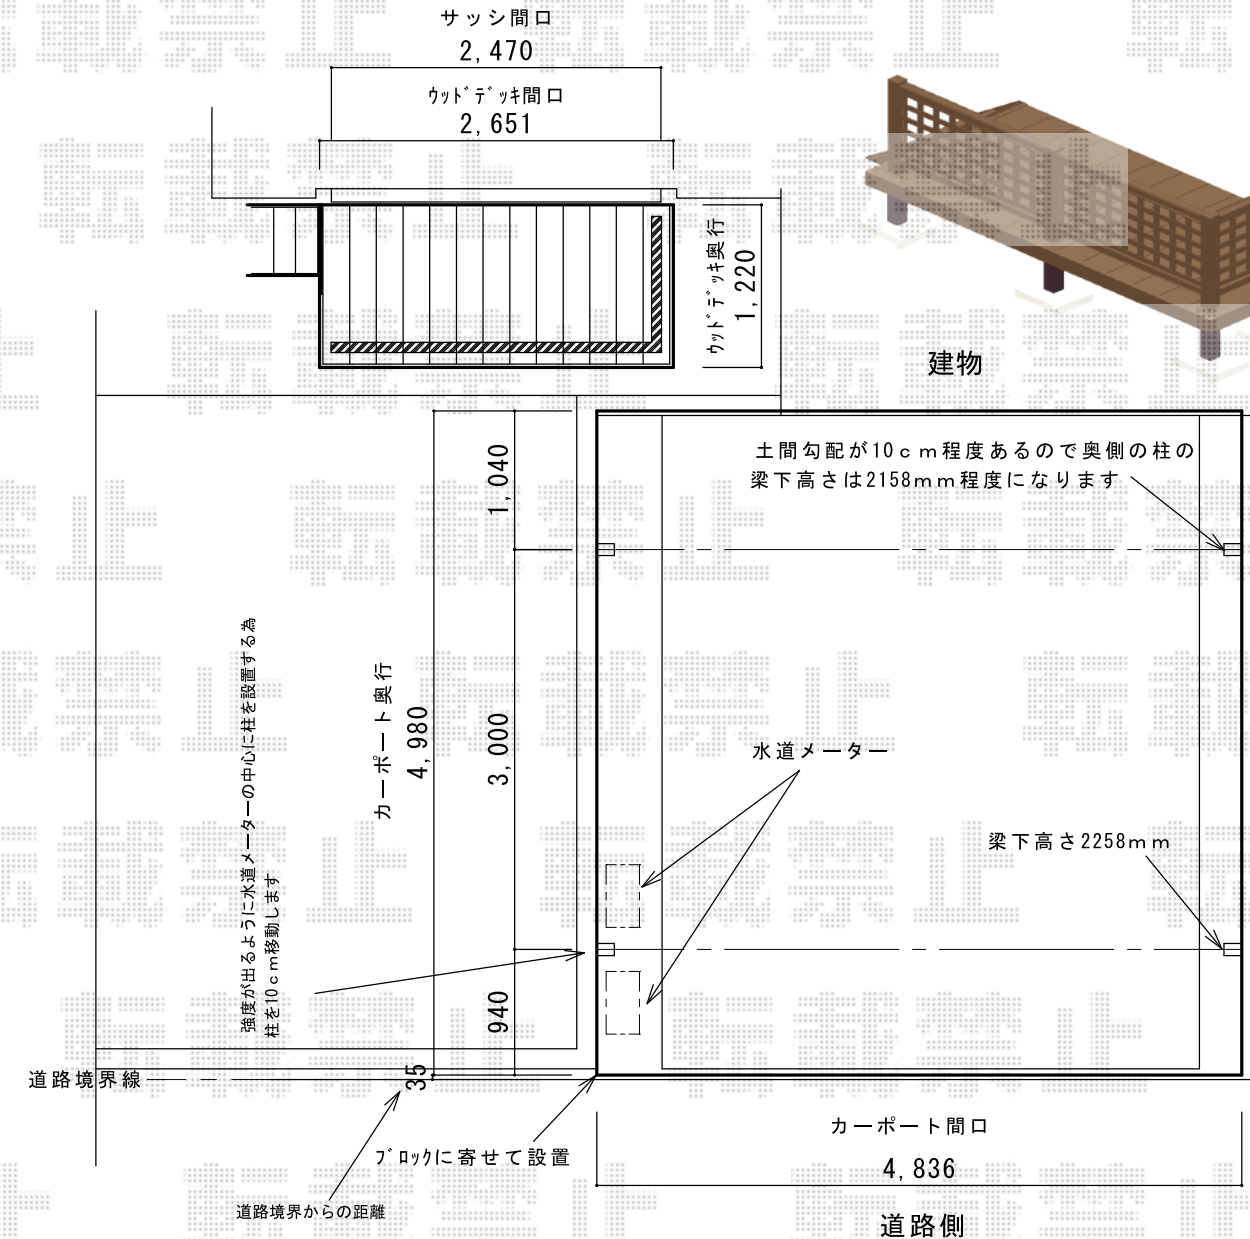 サッシ間口
2,470
ウッドデッキ間口
2,651
ウッドデッキ奥行
1,220
建物
土間勾配が10cm程度あるので奥側の柱の
梁下高さは2158mm程度になります
1,040
カーポート奥行
4,980
3,000
強度が出るように水道メーターの中心に柱を設置する為
柱を10cm移動します
水道メーター
梁下高さ2258mm
940
35
道路境界線
ブロックに寄せて設置
道路境界からの距離
カーポート間口
4,836
道路側
転載禁止